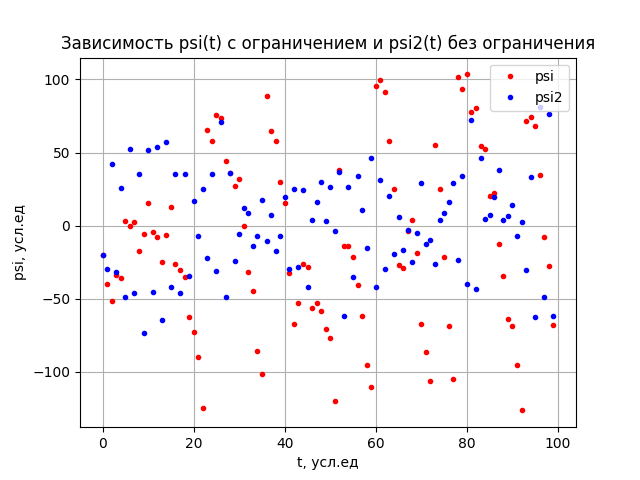 Зависимость psi(t) с ограничением и psi2(t) без ограничения
psi
psi2
psi, усл.ед
100
50
0
−50
−100
0
20
40
60
80
100
t, усл.ед